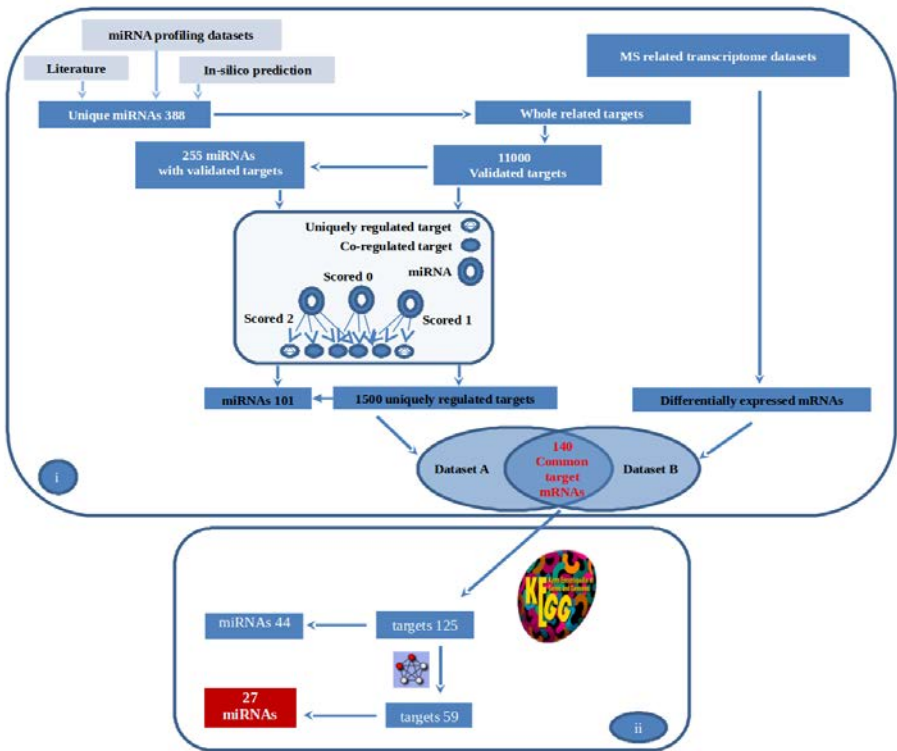 miRNA profiling datasets
Literature
In-silico prediction
MS related transcriptome datasets
Unique miRNAs 388
Whole related targets
255 miRNAs
with validated targets
11000
Validated targets
Uniquely regulated target
Co-regulated target
miRNA
Scored 0
Scored 2
Scored 1
miRNAs 101
1500 uniquely regulated targets
Differentially expressed mRNAs
Dataset A
140
Common
target
mRNAs
Dataset B
i
KEGG
miRNAs 44
targets 125
27
miRNAs
targets 59
ii